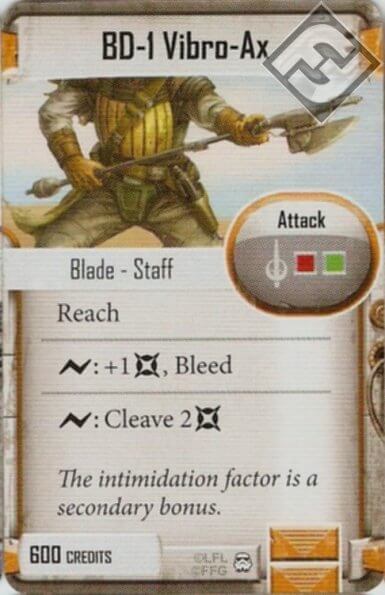 BD-1 Vibro-Ax
Attack
Blade - Staff
Reach
: +1, Bleed
: Cleave 2
The intimidation factor is a
secondary bonus.
600 CREDITS
©LFL
©FFG